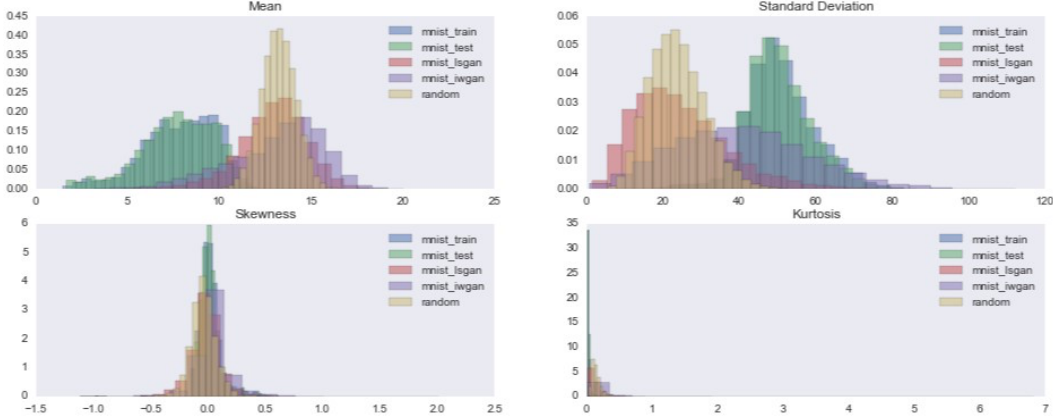 Mean
0.45
0.40
0.35
0.30
0.25
0.20
0.15
0.10
0.05
0.00
0
5
10
15
20
25
mnist_train
mnist_test
mnist_lsgan
mnist_iwgan
random
Standard Deviation
0.06
0.05
0.04
0.03
0.02
0.01
0.00
0
20
40
60
80
100
120
mnist_train
mnist_test
mnist_lsgan
mnist_iwgan
random
Skewness
6
5
4
3
2
1
0
−1.5
−1.0
−0.5
0.0
0.5
1.0
1.5
2.0
2.5
mnist_train
mnist_test
mnist_lsgan
mnist_iwgan
random
Kurtosis
35
30
25
20
15
10
5
0
0
1
2
3
4
5
6
7
mnist_train
mnist_test
mnist_lsgan
mnist_iwgan
random